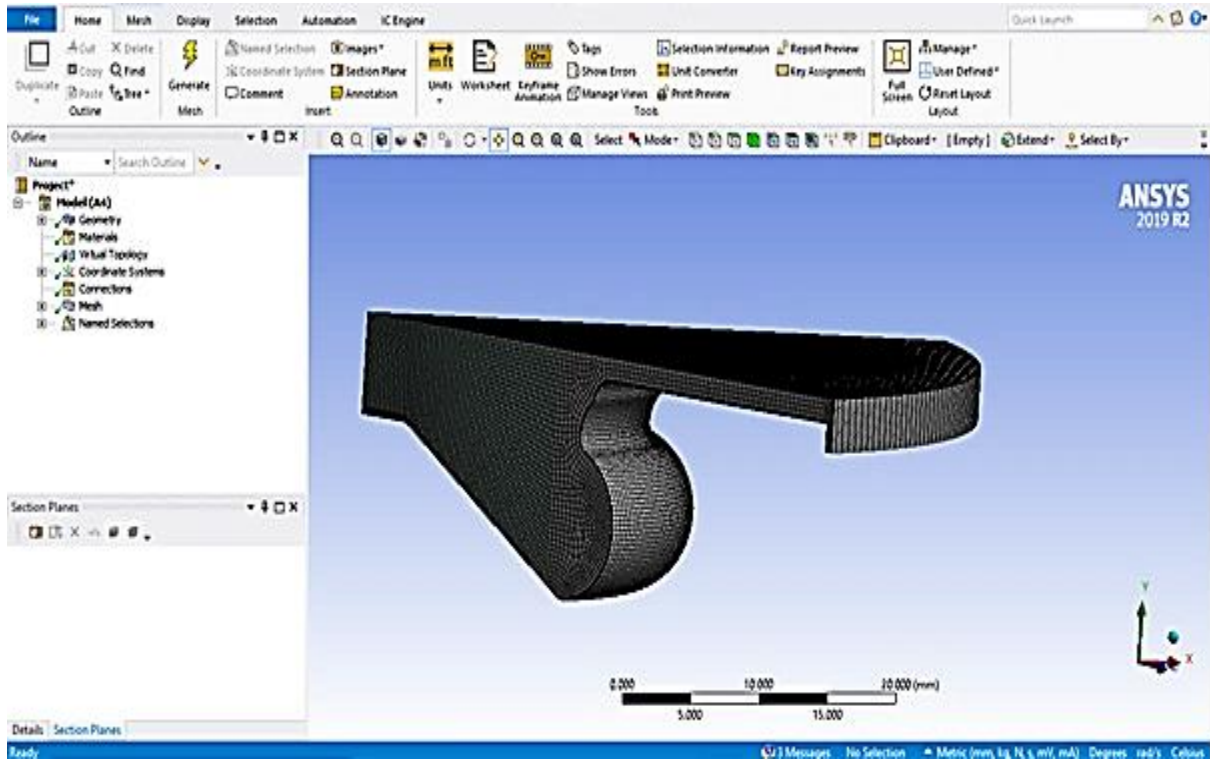 File Home Mesh Display Selection Automation IC Engine Quick Launch
Duplicate Cut Copy Paste Delete Find Tree Outline
Generate Mesh
Named Selection Coordinate System Comment Images Section Plane Annotation Insert
Units Worksheet Keyframe Animation Tags Show Errors Manage Views Selection Information Unit Converter Print Preview Report Preview Key Assignments Tools
Full Screen Manage User Defined Reset Layout Layout
Outline
Name Search Outline
Select Mode Clipboard [Empty] Extend Select By
Project*
Model (A4)
Geometry
Materials
Virtual Topology
Coordinate Systems
Connections
Mesh
Named Selections
ANSYS
2019 R2
Section Planes
Y
X
0.000 10.000 20.000 (mm)
5.000 15.000
Details Section Planes
Ready 3 Messages No Selection Metric (mm, kg, N, s, mV, mA) Degrees rad/s Celsius